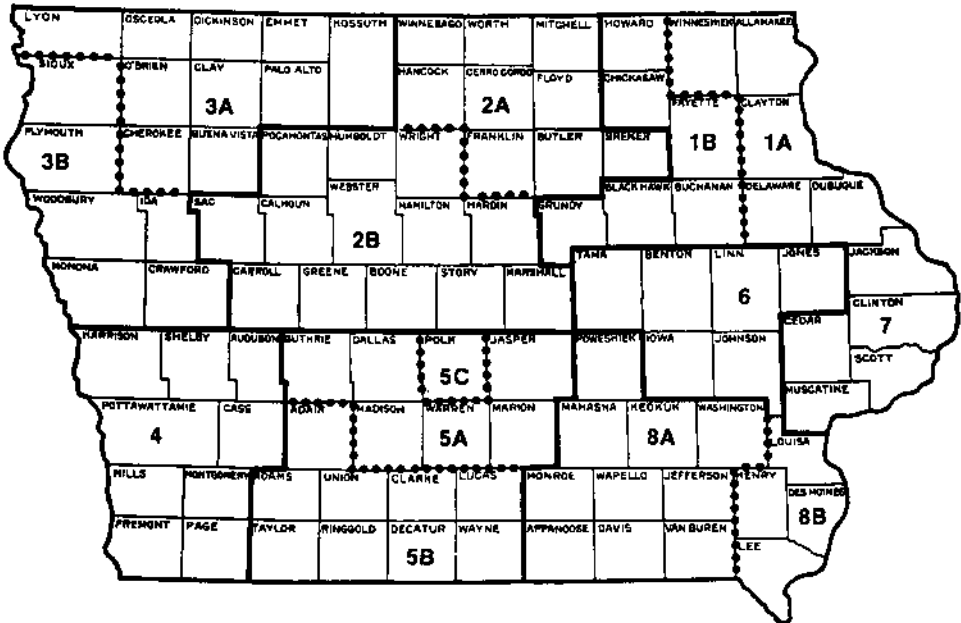 LYON OSCEOLA DICKINSON EMMET KOSSUTH WINNEBAGO WORTH MITCHELL HOWARD WINNESHIEK ALLAMAKEE
SIOUX O'BRIEN CLAY PALO ALTO HANCOCK CERRO GORDO FLOYD CHICKASAW
3A 2A FAYETTE CLAYTON
PLYMOUTH CHEROKEE BUENA VISTA POCAHONTAS HUMBOLDT WRIGHT FRANKLIN BUTLER BREMER 1B 1A
3B
WOODBURY IDA SAC CALHOUN WEBSTER HAMILTON HARDIN GRUNDY BLACK HAWK BUCHANAN DELAWARE DUBUQUE
2B
MONONA CRAWFORD CARROLL GREENE BOONE STORY MARSHALL TAMA BENTON LINN JONES JACKSON
6
CLINTON
7
HARRISON SHELBY AUDUBON GUTHRIE DALLAS POLK JASPER POWESHIEK IOWA JOHNSON CEDAR
SCOTT
5C
MUSCATINE
POTTAWATTAMIE CASS ADAIR MADISON WARREN MARION MAHASKA KEOKUK WASHINGTON
4 5A 8A
LOUISA
MILLS MONTGOMERY ADAMS UNION CLARKE LUCAS MONROE WAPELLO JEFFERSON HENRY
DES MOINES
8B
FREMONT PAGE TAYLOR RINGGOLD DECATUR WAYNE APPANOOSE DAVIS VAN BUREN
LEE
5B